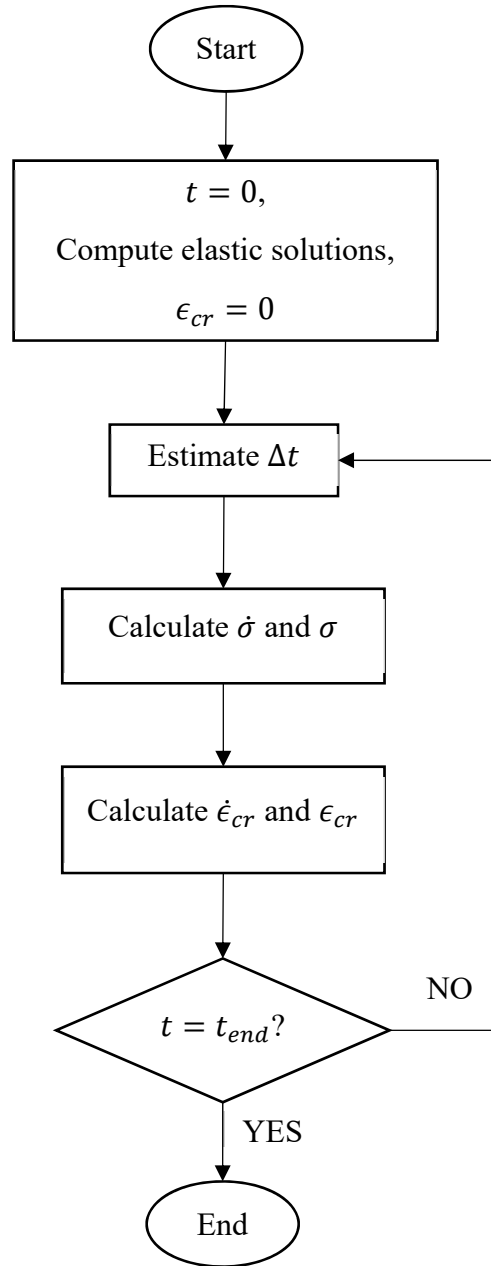 Start
t = 0,
Compute elastic solutions,
ϵ_cr = 0
Estimate Δt
Calculate σ̇ and σ
Calculate ϵ̇_cr and ϵ_cr
t = t_end?
NO
YES
End